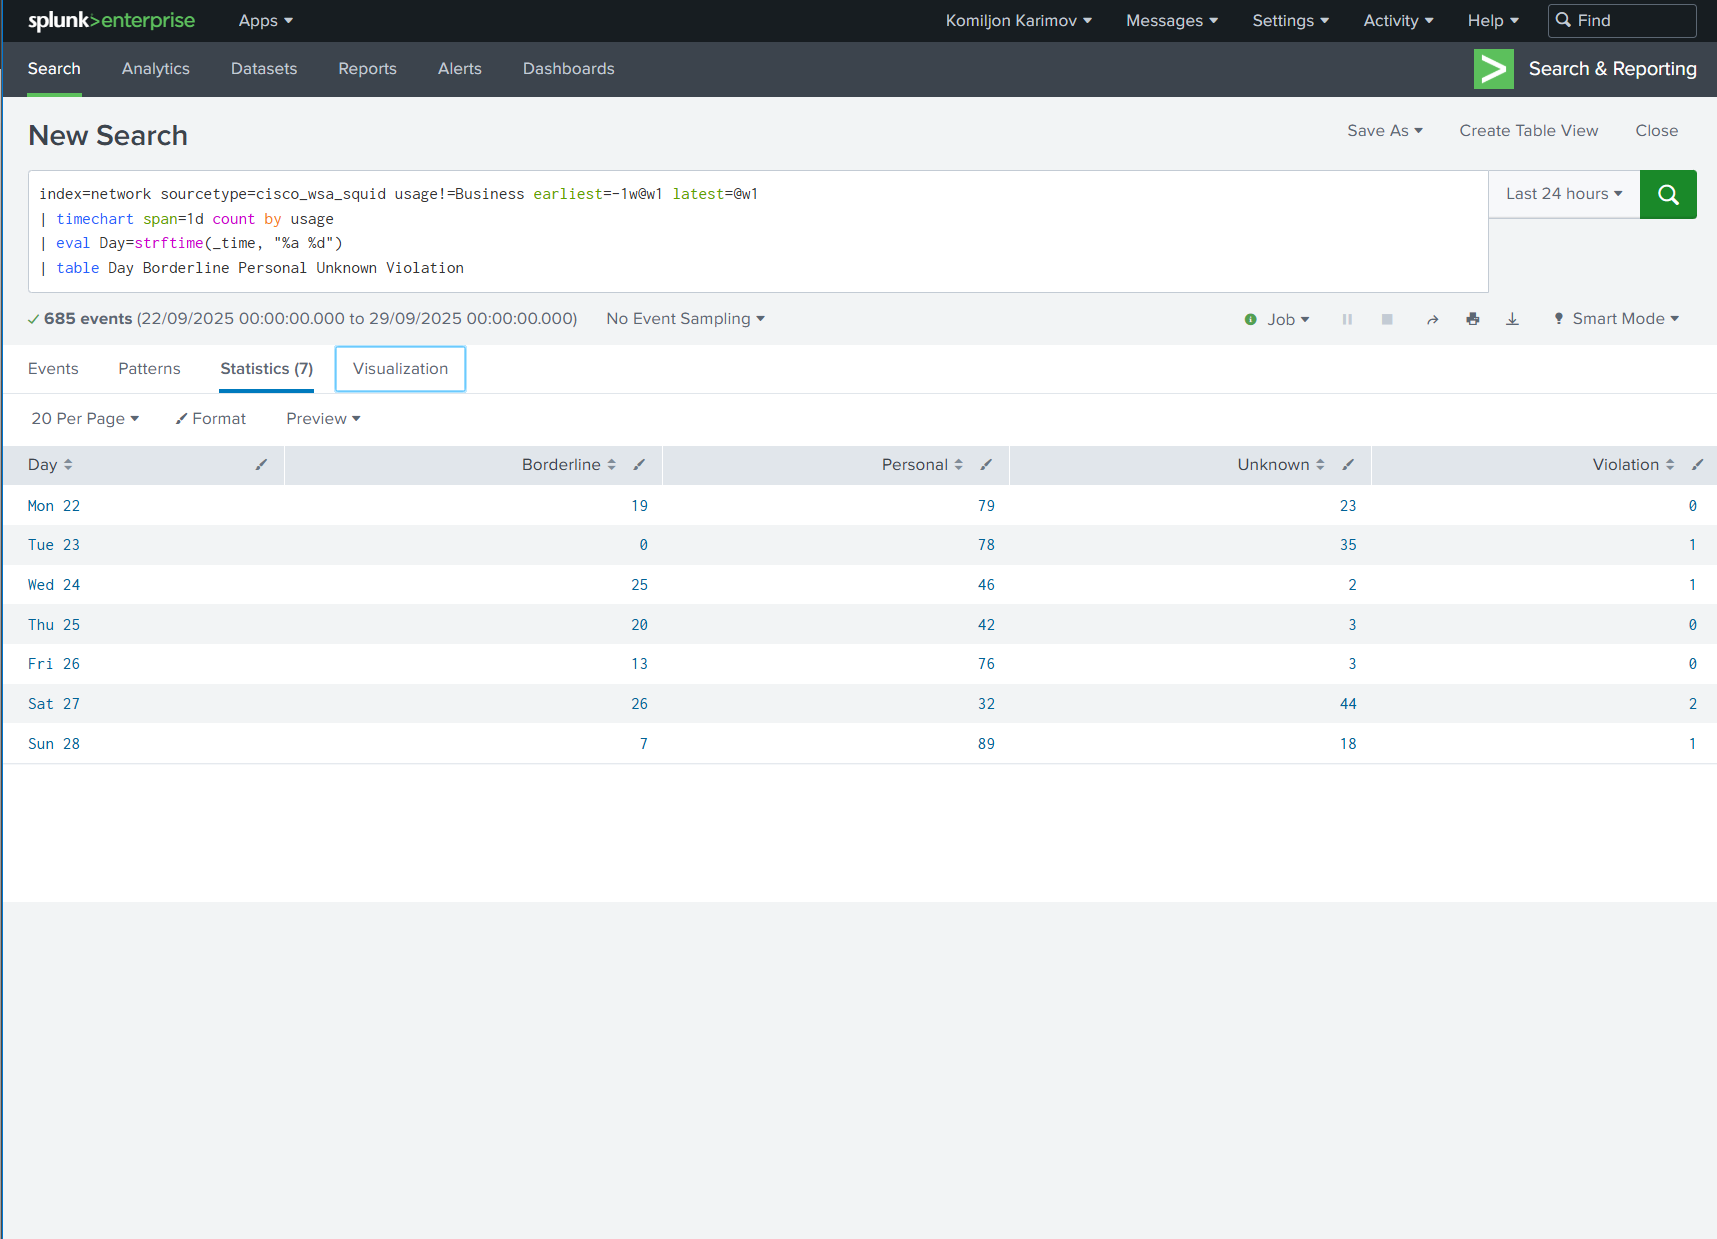 splunk>enterprise Apps Komiljon Karimov Messages Settings Activity Help Find
Search Analytics Datasets Reports Alerts Dashboards Search & Reporting
New Search Save As Create Table View Close
index=network sourcetype=cisco_wsa_squid usage!=Business earliest=-1w@w1 latest=@w1 Last 24 hours
| timechart span=1d count by usage
| eval Day=strftime(_time, "%a %d")
| table Day Borderline Personal Unknown Violation
685 events (22/09/2025 00:00:00.000 to 29/09/2025 00:00:00.000) No Event Sampling Job Smart Mode
Events Patterns Statistics (7) Visualization
20 Per Page Format Preview
Day Borderline Personal Unknown Violation
Mon 22 19 79 23 0
Tue 23 0 78 35 1
Wed 24 25 46 2 1
Thu 25 20 42 3 0
Fri 26 13 76 3 0
Sat 27 26 32 44 2
Sun 28 7 89 18 1